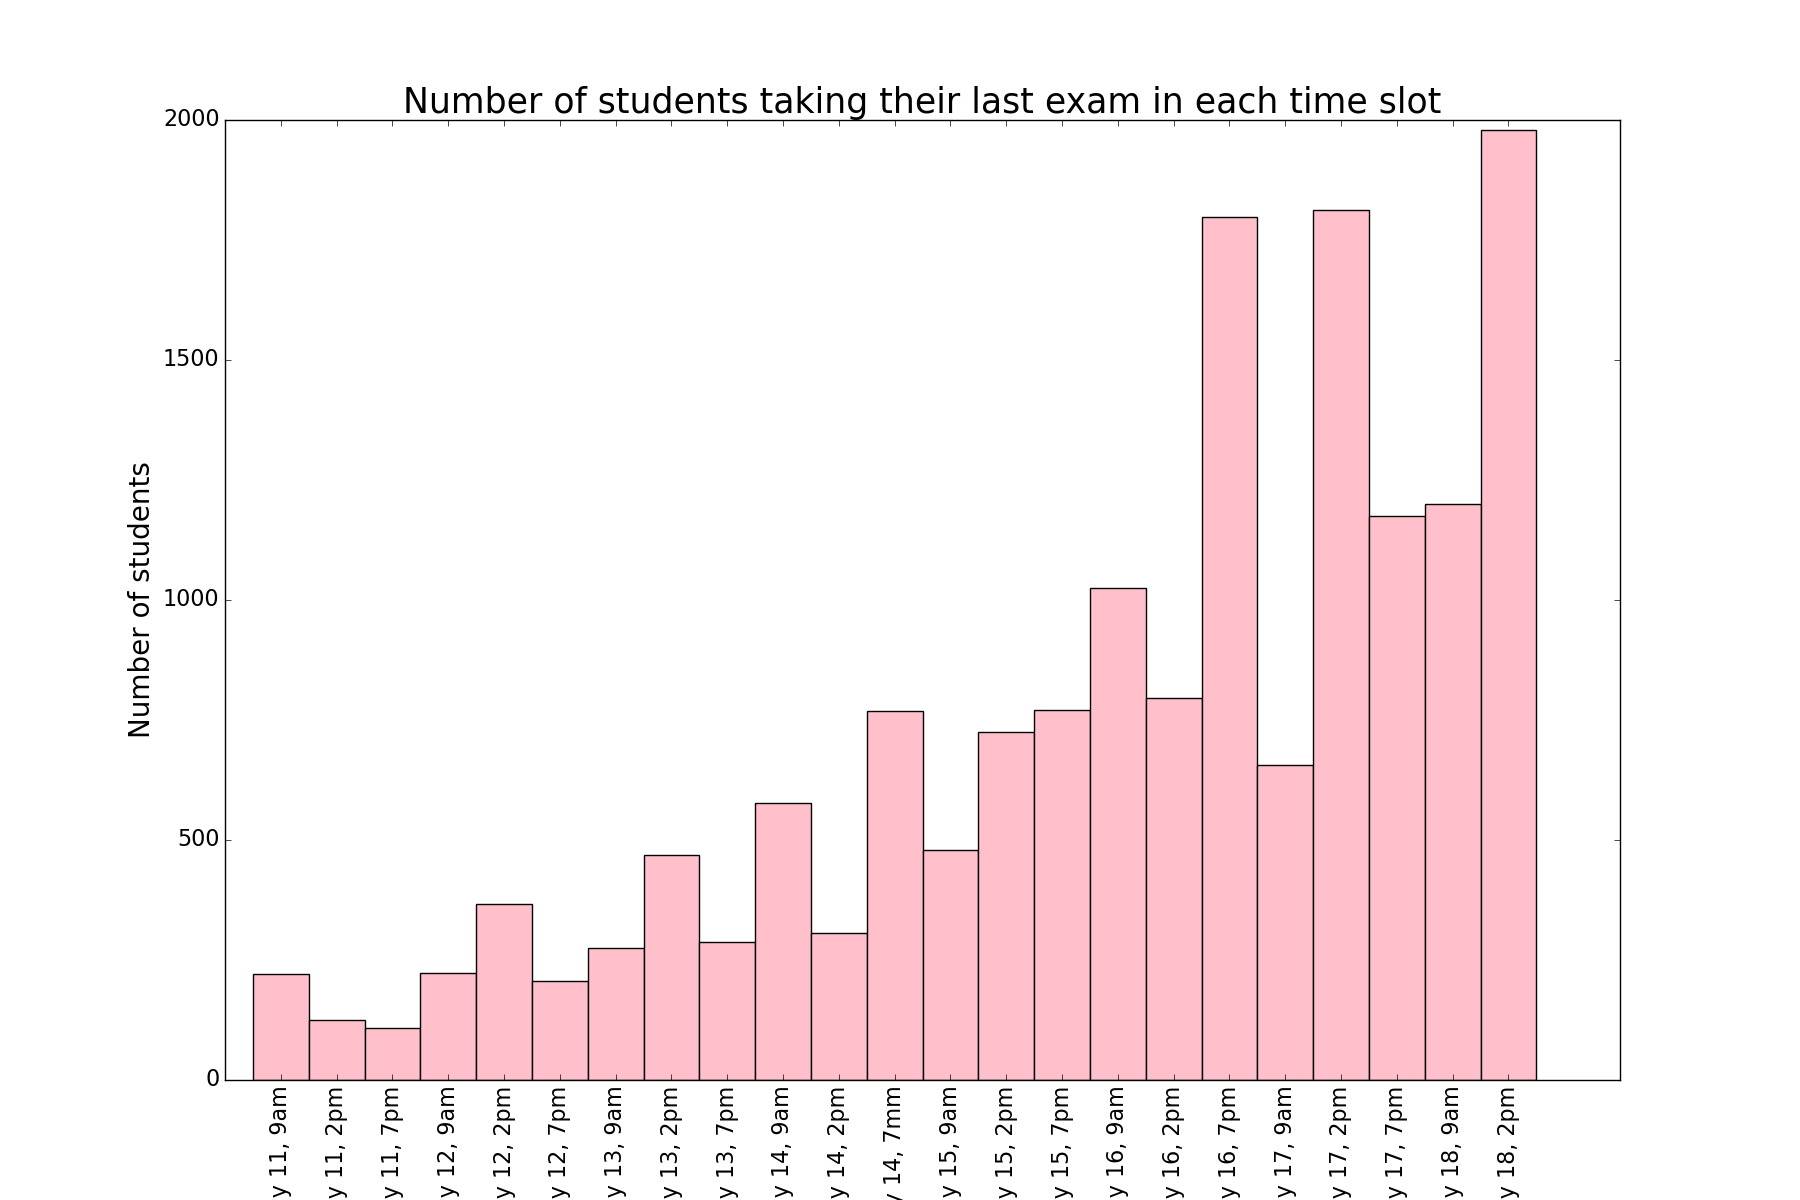 Number of students taking their last exam in each time slot
Number of students
2000
1500
1000
500
0
y 11, 9am
y 11, 2pm
y 11, 7pm
y 12, 9am
y 12, 2pm
y 12, 7pm
y 13, 9am
y 13, 2pm
y 13, 7pm
y 14, 9am
y 14, 2pm
y 14, 7mm
y 15, 9am
y 15, 2pm
y 15, 7pm
y 16, 9am
y 16, 2pm
y 16, 7pm
y 17, 9am
y 17, 2pm
y 17, 7pm
y 18, 9am
y 18, 2pm